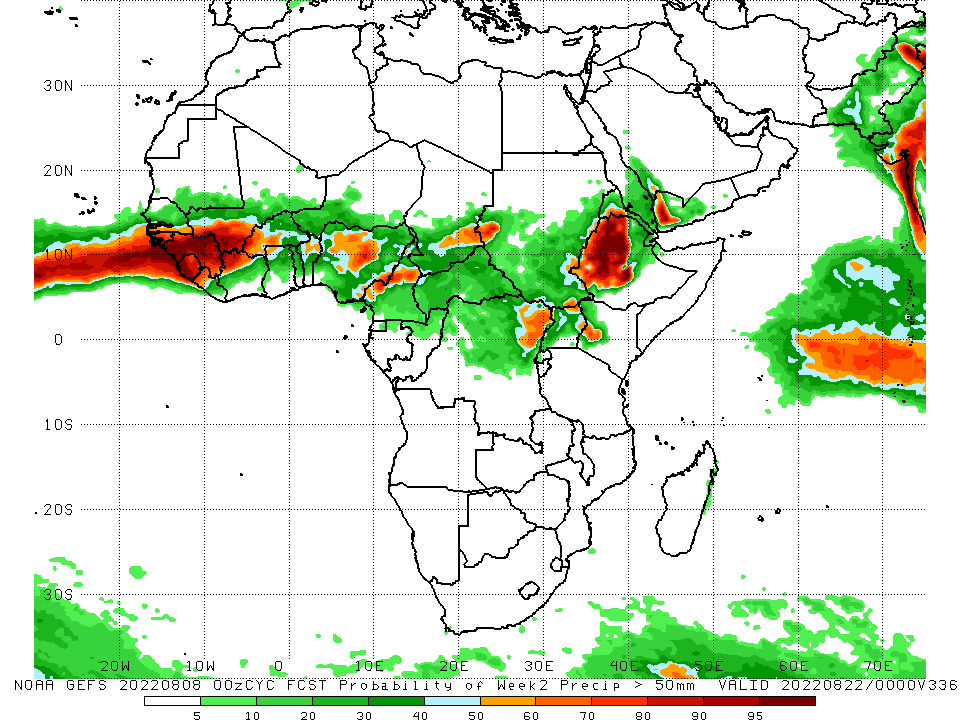 30N
20N
10N
0
10S
20S
30S
20W 10W 0 10E 20E 30E 40E 50E 60E 70E
NOAA GEFS 20220808 00zCYC FCST Probability of Week2 Precip > 50mm VALID 20220822/0000V336
5 10 20 30 40 50 60 70 80 90 95